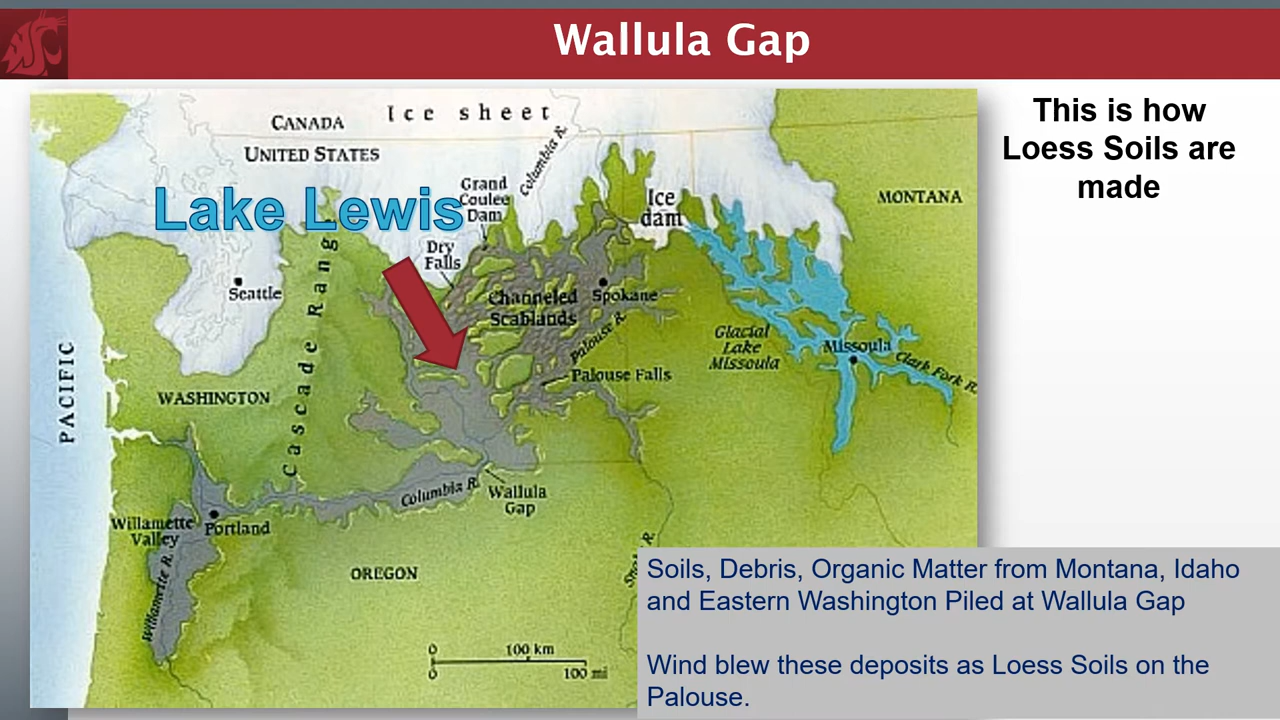 Wallula Gap
This is how
Loess Soils are
made
Ice sheet
CANADA
UNITED STATES
Columbia R.
Lake Lewis
Grand
Coulee
Dam
Ice
dam
MONTANA
Dry
Falls
Seattle
Channeled
Scablands
Spokane
Cascade Rang
Palouse R.
Glacial
Lake
Missoula
Missoula
Clark Fork R.
PACIFIC
Palouse Falls
WASHINGTON
Columbia R.
Wallula
Gap
Willamette
Valley
Portland
Willamette R.
OREGON
R.
0 100 km
0 100 mi
Soils, Debris, Organic Matter from Montana, Idaho
and Eastern Washington Piled at Wallula Gap
Wind blew these deposits as Loess Soils on the
Palouse.